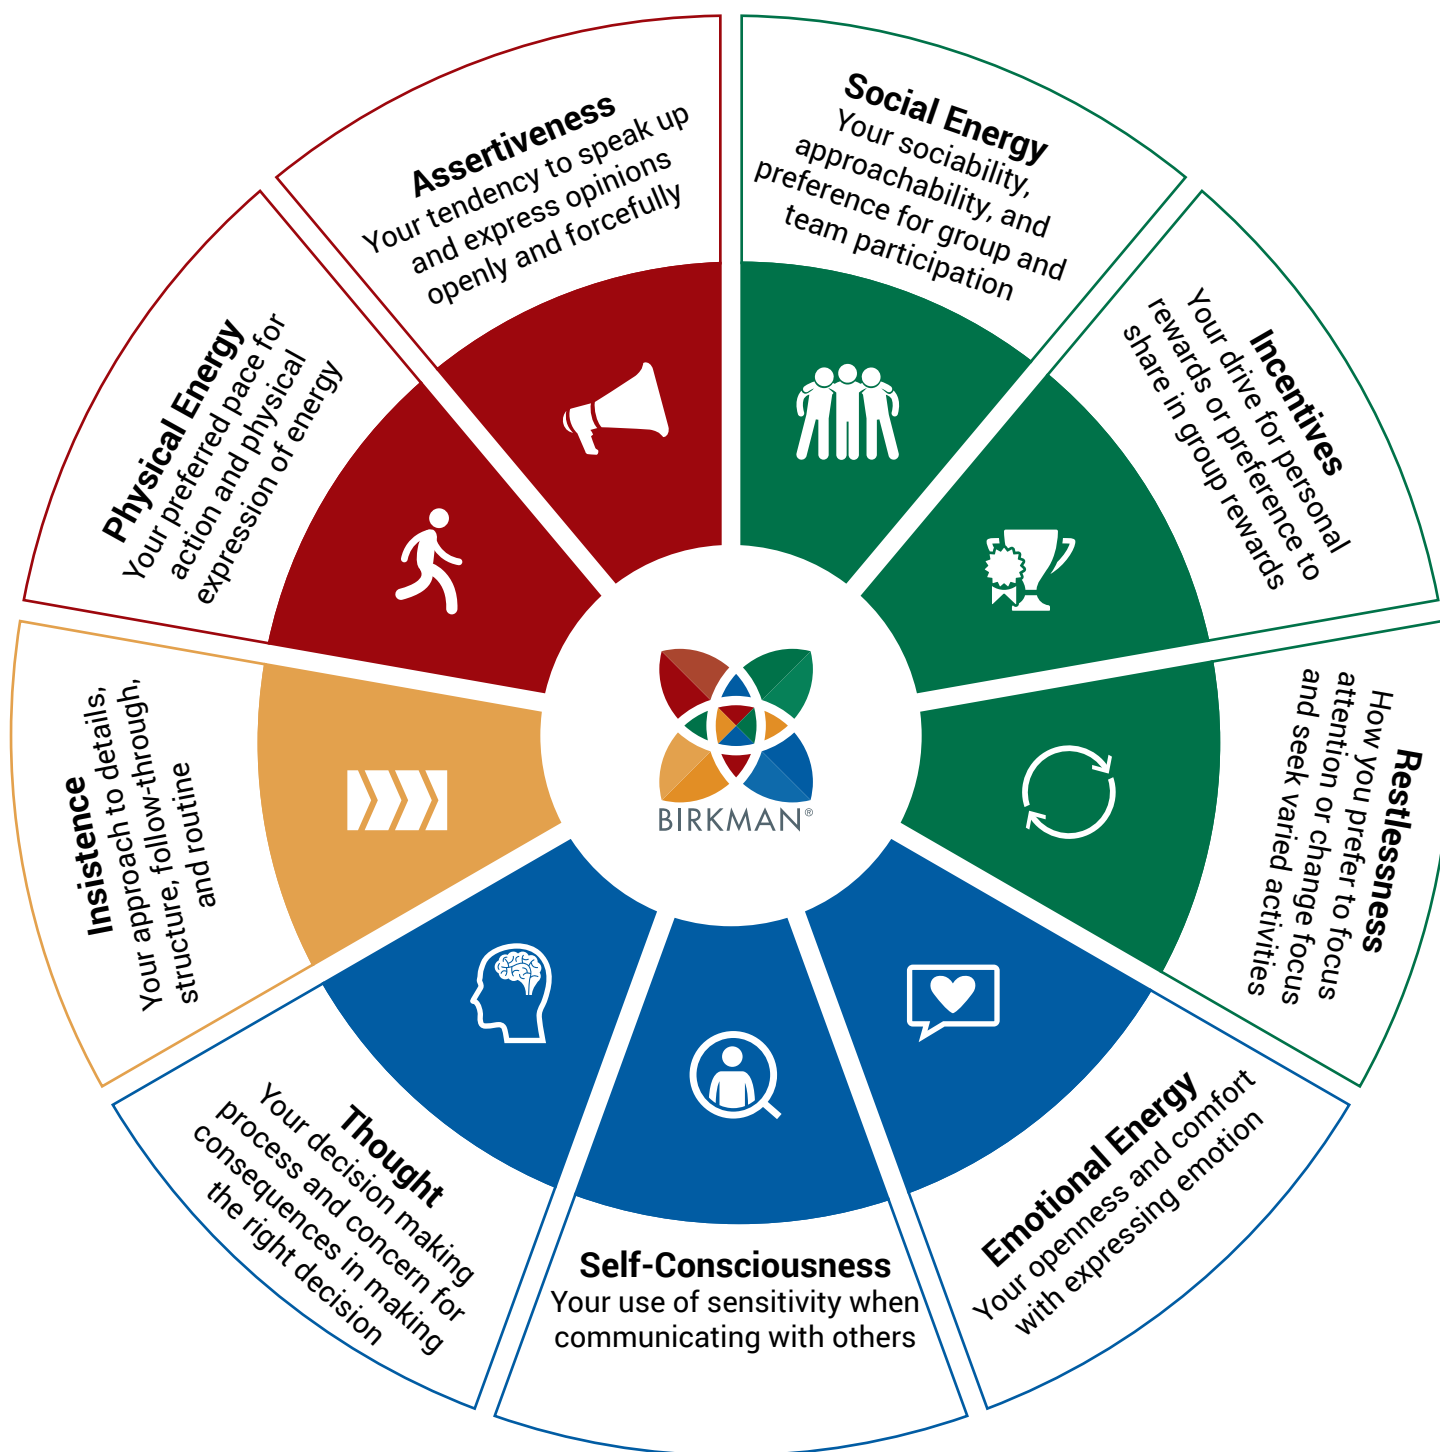 Social Energy
Your sociability,
approachability, and
preference for group and
team participation
Incentives
Your drive for personal
rewards or preference to
share in group rewards
Restlessness
How you prefer to focus
attention or change focus
and seek varied activities
Emotional Energy
Your openness and comfort
with expressing emotion
Self-Consciousness
Your use of sensitivity when
communicating with others
Thought
Your decision making
process and concern for
consequences in making
the right decision
Insistence
Your approach to details,
structure, follow-through,
and routine
Physical Energy
Your preferred pace for
action and physical
expression of energy
Assertiveness
Your tendency to speak up
and express opinions
openly and forcefully
BIRKMAN®